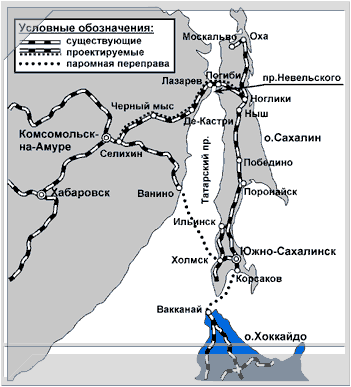 Условные обозначения:
существующие
проектируемые
паромная переправа
Москальво
Оха
Погиби
Лазарев
пр.Невельского
Ноглики
Черный мыс
Ныш
Де-Кастри
Комсомольск-
на-Амуре
о.Сахалин
Селихин
Татарский пр.
Победино
Хабаровск
Ванино
Поронайск
Ильинск
Холмск
Южно-Сахалинск
Корсаков
Вакканай
о.Хоккайдо